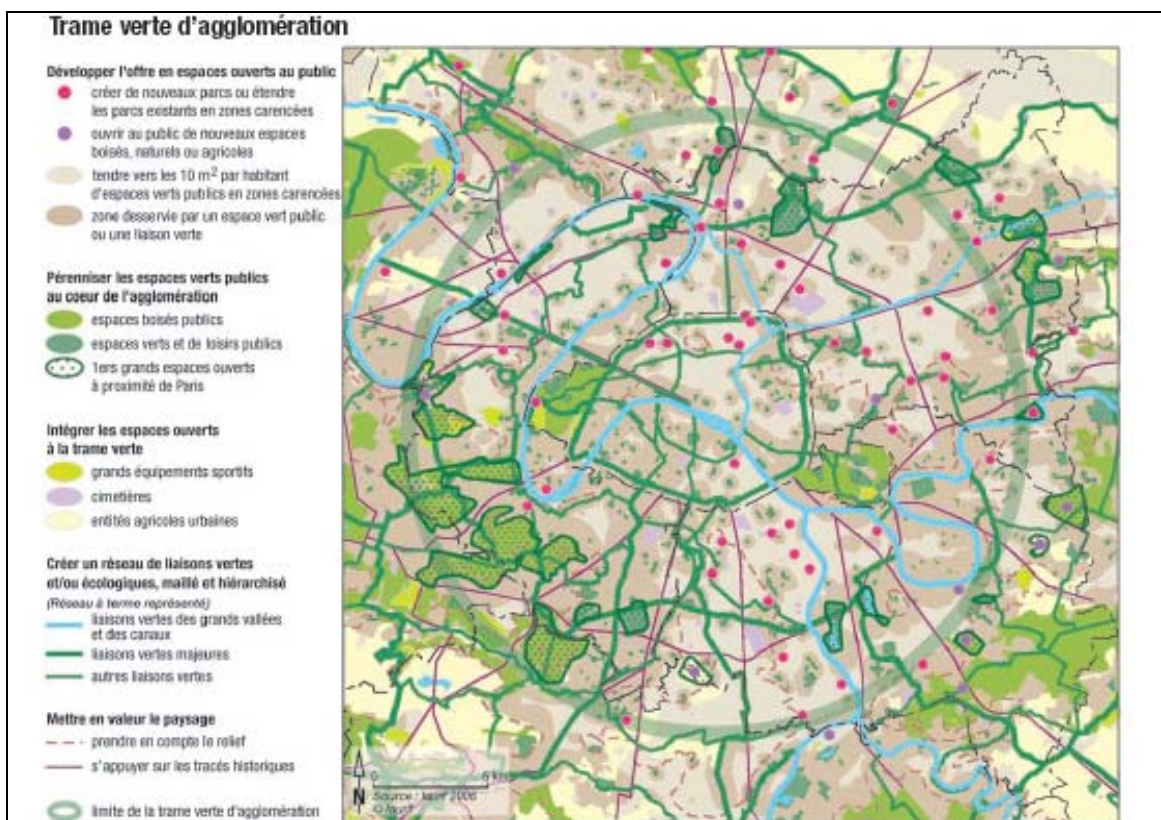 Trame verte d'agglomération
Développer l'offre en espaces ouverts au public
créer de nouveaux parcs ou étendre
les parcs existants en zones carencées
ouvrir au public de nouveaux espaces
boisés, naturels ou agricoles
tendre vers les 10 m² par habitant
d'espaces verts publics en zones carencées
zone desservie par un espace vert public
ou une liaison verte
Pérenniser les espaces verts publics
au coeur de l'agglomération
espaces boisés publics
espaces verts et de loisirs publics
1ers grands espaces ouverts
à proximité de Paris
Intégrer les espaces ouverts
à la trame verte
grands équipements sportifs
cimetières
entités agricoles urbaines
Créer un réseau de liaisons vertes
et/ou écologiques, maillé et hiérarchisé
(Réseau à terme représenté)
liaisons vertes des grands vallées
et des canaux
liaisons vertes majeures
autres liaisons vertes
Mettre en valeur le paysage
prendre en compte le relief
s'appuyer sur les tracés historiques
limite de la trame verte d'agglomération
0 6 km
N
Source : Iaurif 2006
© Iaurif